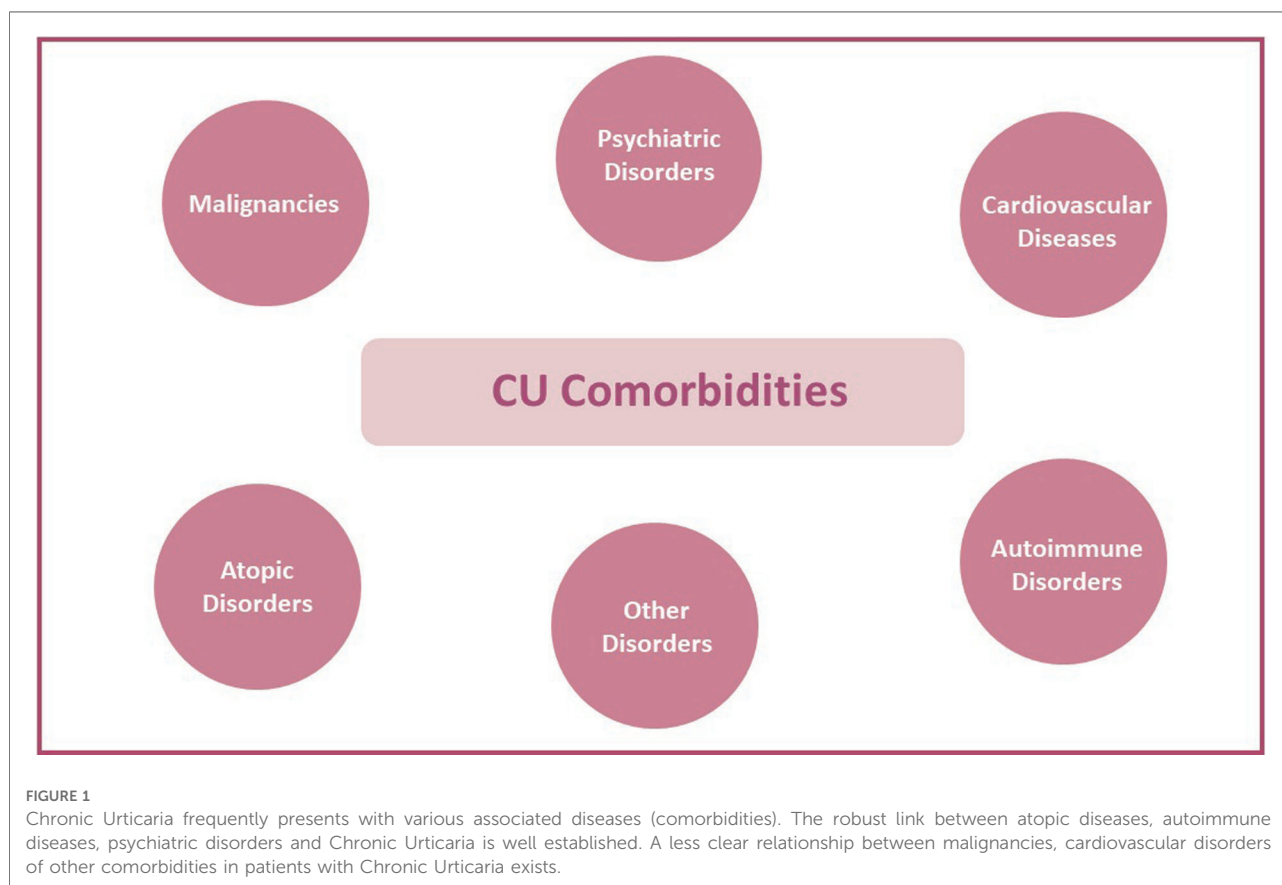 Psychiatric
Disorders
Malignancies
Cardiovascular
Diseases
CU Comorbidities
Atopic
Disorders
Other
Disorders
Autoimmune
Disorders
FIGURE 1
Chronic Urticaria frequently presents with various associated diseases (comorbidities). The robust link between atopic diseases, autoimmune
diseases, psychiatric disorders and Chronic Urticaria is well established. A less clear relationship between malignancies, cardiovascular disorders
of other comorbidities in patients with Chronic Urticaria exists.